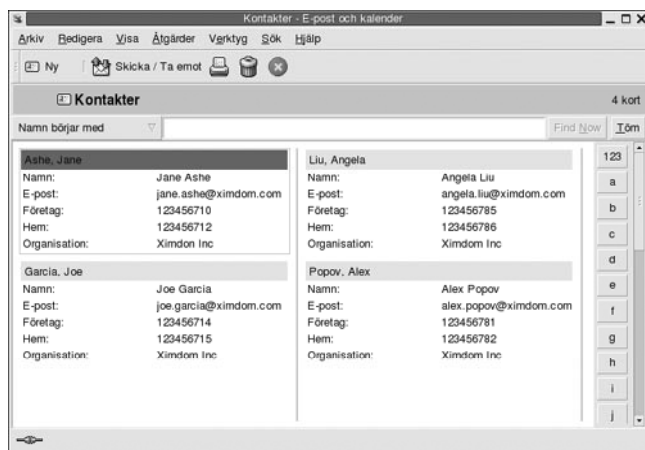 Kontakter - E-post och kalender
Arkiv Redigera Visa Åtgärder Verktyg Sök Hjälp
Ny Skicka / Ta emot
Kontakter 4 kort
Namn börjar med Find Now Töm
Ashe, Jane
Namn: Jane Ashe
E-post: jane.ashe@ximdom.com
Företag: 123456710
Hem: 123456712
Organisation: Ximdon Inc
Garcia, Joe
Namn: Joe Garcia
E-post: joe.garcia@ximdom.com
Företag: 123456714
Hem: 123456715
Organisation: Ximdom Inc
Liu, Angela
Namn: Angela Liu
E-post: angela.liu@ximdom.com
Företag: 123456785
Hem: 123456786
Organisation: Ximdom Inc
Popov, Alex
Namn: Alex Popov
E-post: alex.popov@ximdom.com
Företag: 123456781
Hem: 123456782
Organisation: Ximdom Inc
123
a
b
c
d
e
f
g
h
i
j